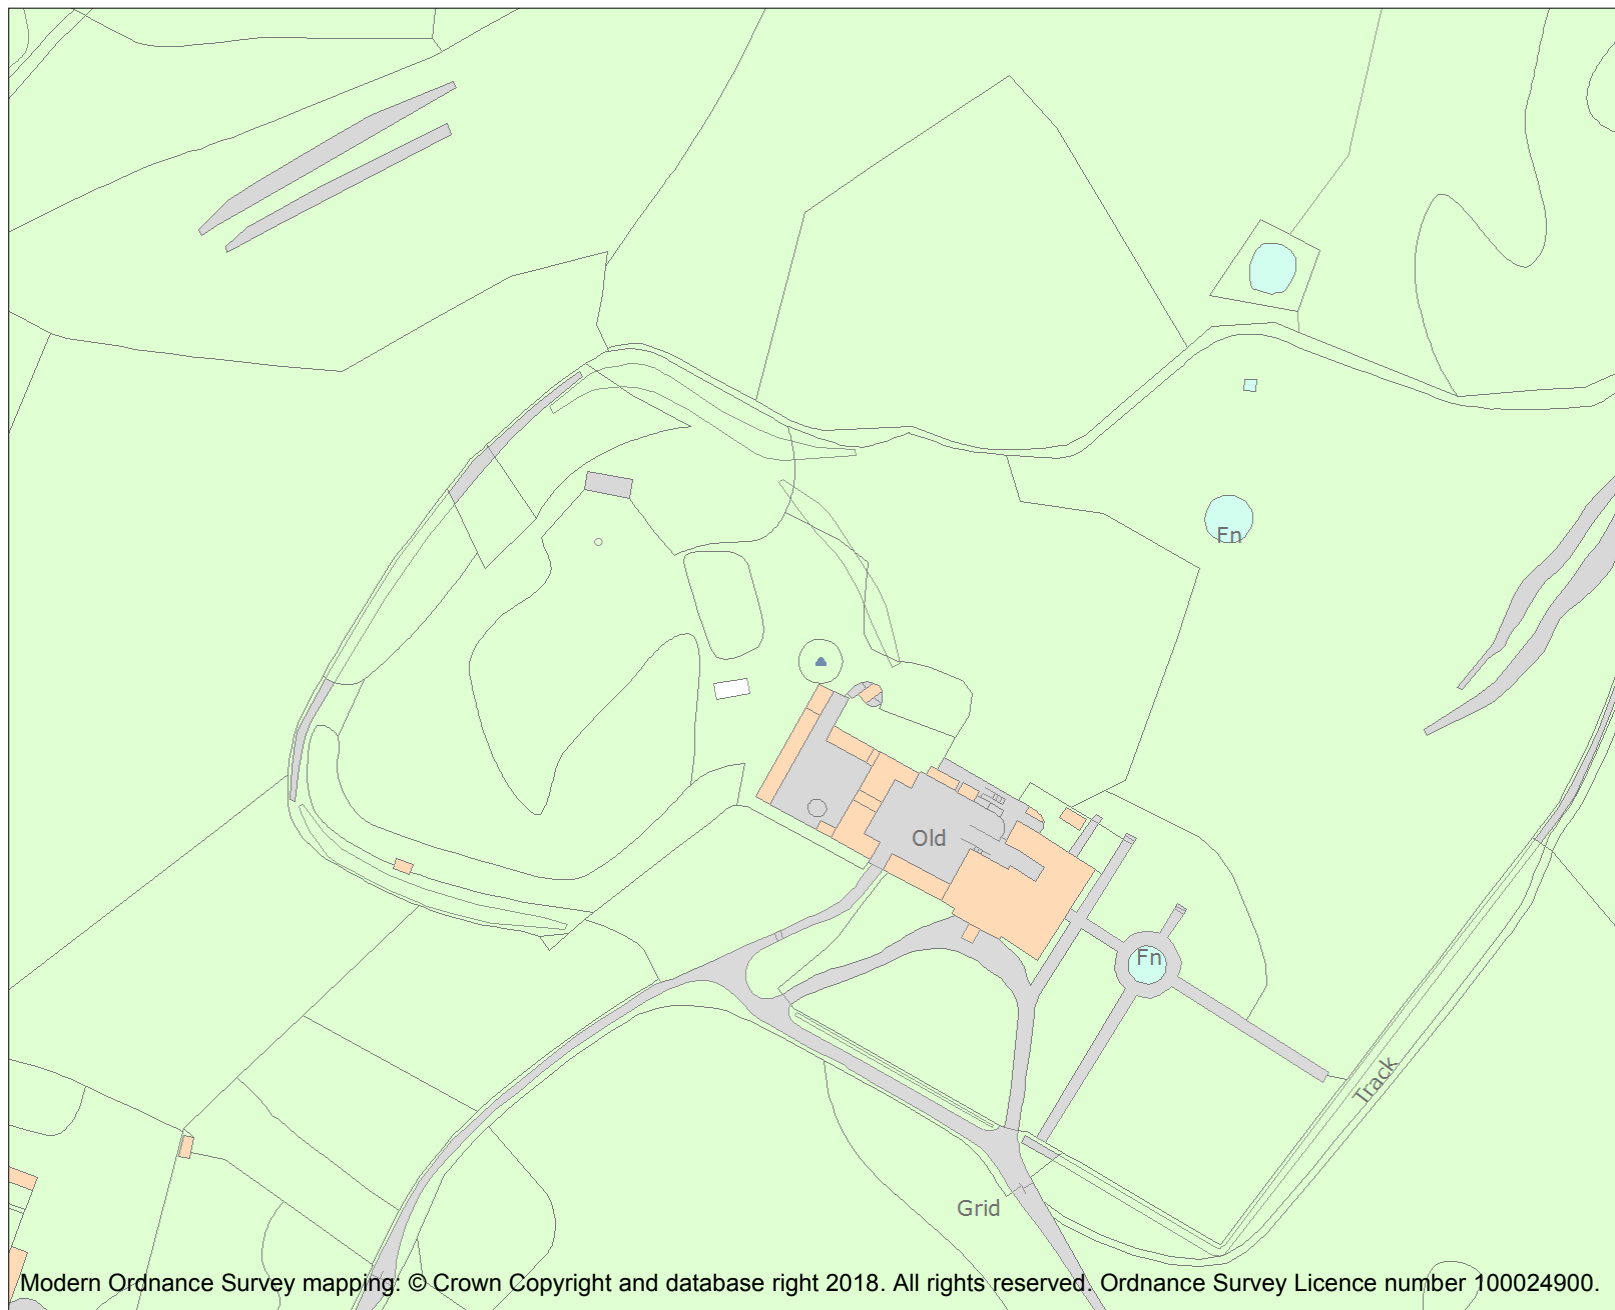 Fn
Old
Fn
Track
Grid
Modern Ordnance Survey mapping: © Crown Copyright and database right 2018. All rights reserved. Ordnance Survey Licence number 100024900.